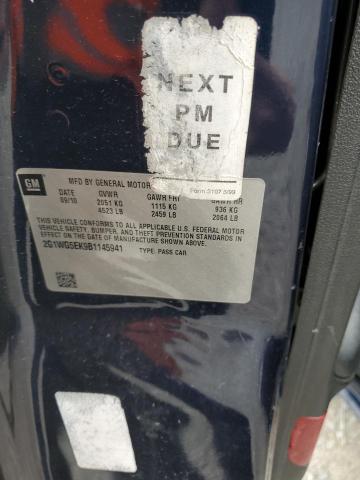 NEXT
PM
DUE
Form 3107 5/99
GM
MFD BY GENERAL MOTOR
DATE GVWR GAWR FRT GAWR RR
09/10 2051 KG 1115 KG 936 KG
4523 LB 2459 LB 2064 LB
THIS VEHICLE CONFORMS TO ALL APPLICABLE U.S. FEDERAL MOTOR
VEHICLE SAFETY, BUMPER, AND THEFT PREVENTION STANDARDS
IN EFFECT ON THE DATE OF MANUFACTURE SHOWN ABOVE.
2G1WG5EK9B1145941 TYPE: PASS CAR